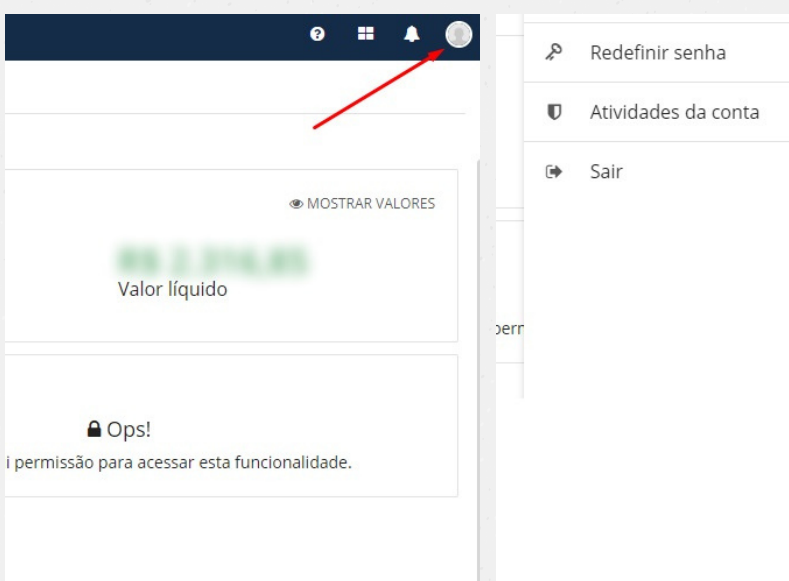 MOSTRAR VALORES
Valor líquido
Ops!
i permissão para acessar esta funcionalidade.
Redefinir senha
Atividades da conta
Sair